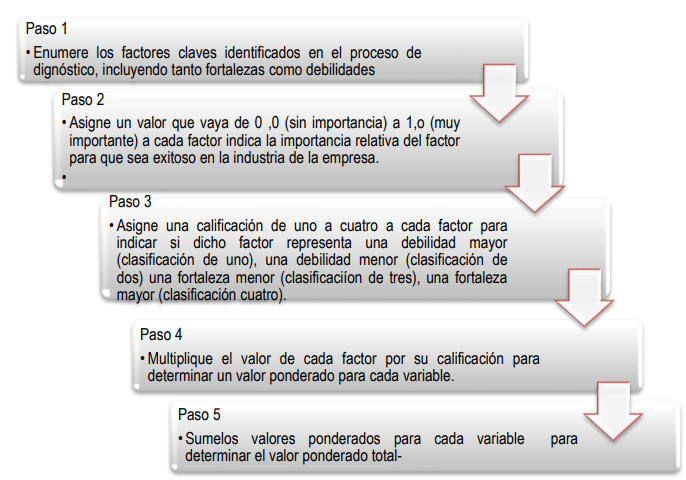 Paso 1
• Enumere los factores claves identificados en el proceso de
dignóstico, incluyendo tanto fortalezas como debilidades
Paso 2
• Asigne un valor que vaya de 0 ,0 (sin importancia) a 1,o (muy
importante) a cada factor indica la importancia relativa del factor
para que sea exitoso en la industria de la empresa.
•
Paso 3
• Asigne una calificación de uno a cuatro a cada factor para
indicar si dicho factor representa una debilidad mayor
(clasificación de uno), una debilidad menor (clasificación de
dos) una fortaleza menor (clasificacíon de tres), una fortaleza
mayor (clasificación cuatro).
Paso 4
• Multiplique el valor de cada factor por su calificación para
determinar un valor ponderado para cada variable.
Paso 5
• Sumelos valores ponderados para cada variable para
determinar el valor ponderado total-